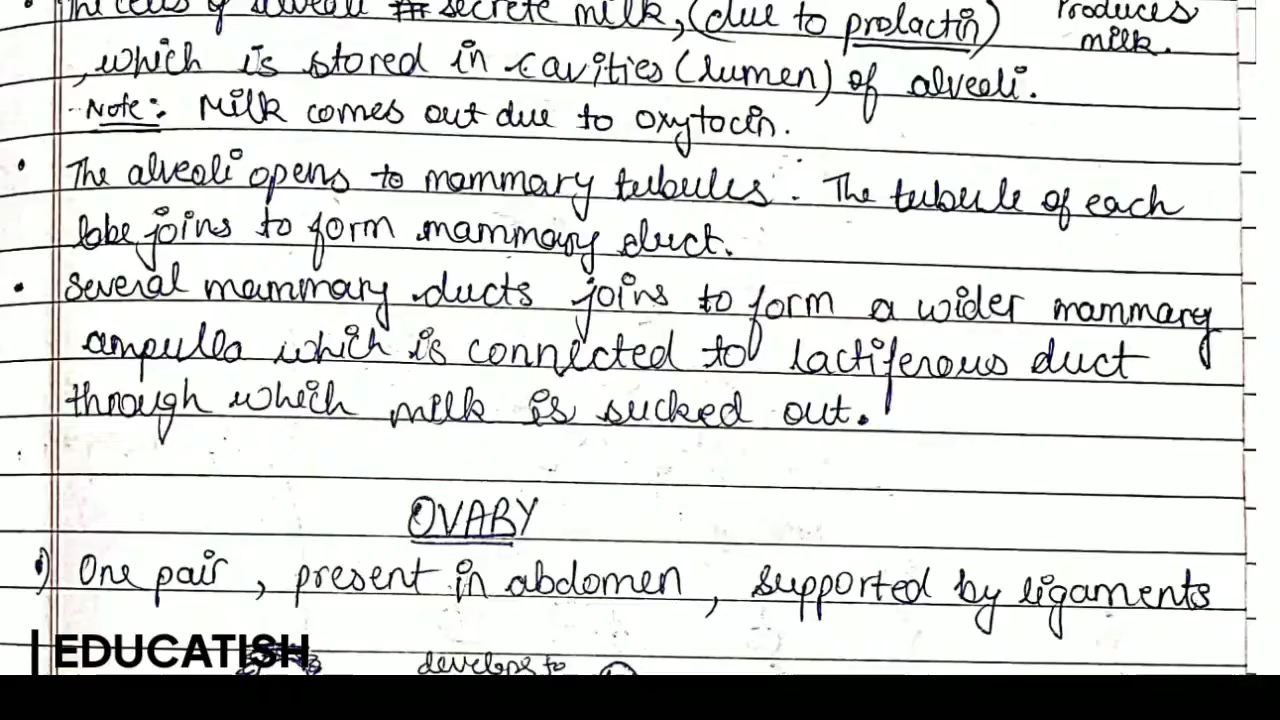 The cells of alveoli secrete milk, (due to prolactin) Produces
milk.
, which is stored in cavities (lumen) of alveoli.
Note: Milk comes out due to oxytocin.
• The alveoli opens to mammary tubules. The tubule of each
lobe joins to form mammary duct.
• Several mammary ducts joins to form a wider mammary
ampulla which is connected to lactiferous duct
through which milk is sucked out.
OVARY
•) One pair, present in abdomen, supported by ligaments
| EDUCATISH
develops to